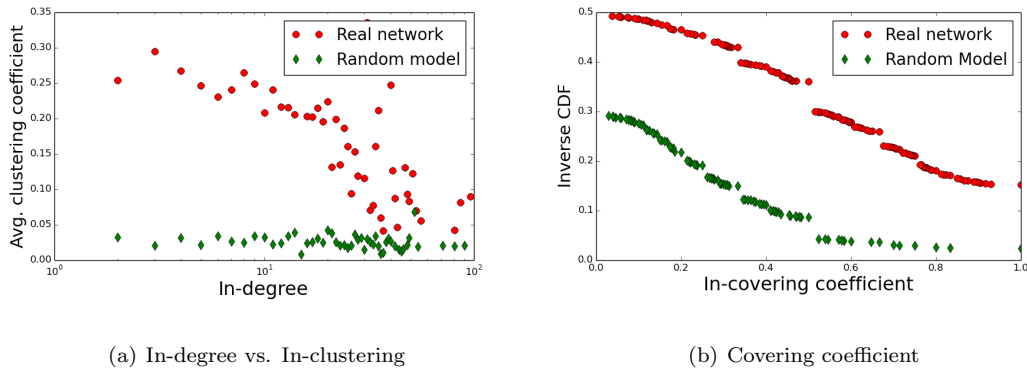 0.35
0.30
0.25
0.20
0.15
0.10
0.05
0.00
Avg. clustering coefficient
Real network
Random model
10^0
10^1
10^2
In-degree
(a) In-degree vs. In-clustering
0.5
0.4
0.3
0.2
0.1
0.0
Inverse CDF
Real network
Random Model
0.0 0.2 0.4 0.6 0.8 1.0
In-covering coefficient
(b) Covering coefficient